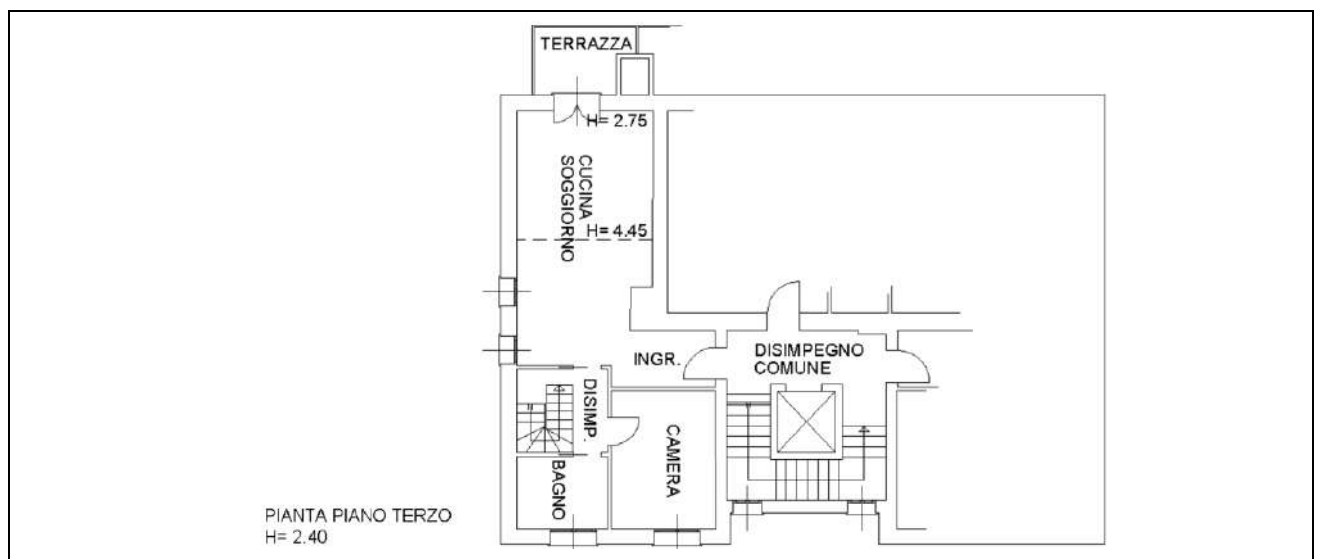 TERRAZZA
H= 2.75
CUCINA
SOGGIORNO
H= 4.45
INGR.
DISIMPEGNO
COMUNE
DISIMP.
CAMERA
BAGNO
PIANTA PIANO TERZO
H= 2.40